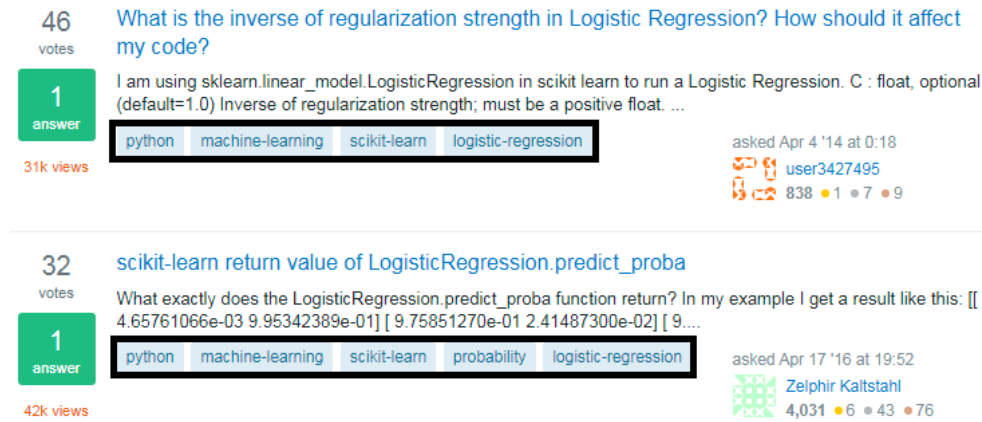 46
votes
1
answer
31k views
What is the inverse of regularization strength in Logistic Regression? How should it affect
my code?
I am using sklearn.linear_model.LogisticRegression in scikit learn to run a Logistic Regression. C : float, optional
(default=1.0) Inverse of regularization strength; must be a positive float. ...
python machine-learning scikit-learn logistic-regression
asked Apr 4 '14 at 0:18
user3427495
838 ●1 ●7 ●9
32
votes
1
answer
42k views
scikit-learn return value of LogisticRegression.predict_proba
What exactly does the LogisticRegression.predict_proba function return? In my example I get a result like this: [[
4.65761066e-03 9.95342389e-01] [ 9.75851270e-01 2.41487300e-02] [ 9....
python machine-learning scikit-learn probability logistic-regression
asked Apr 17 '16 at 19:52
Zelphir Kaltstahl
4,031 ●6 ●43 ●76